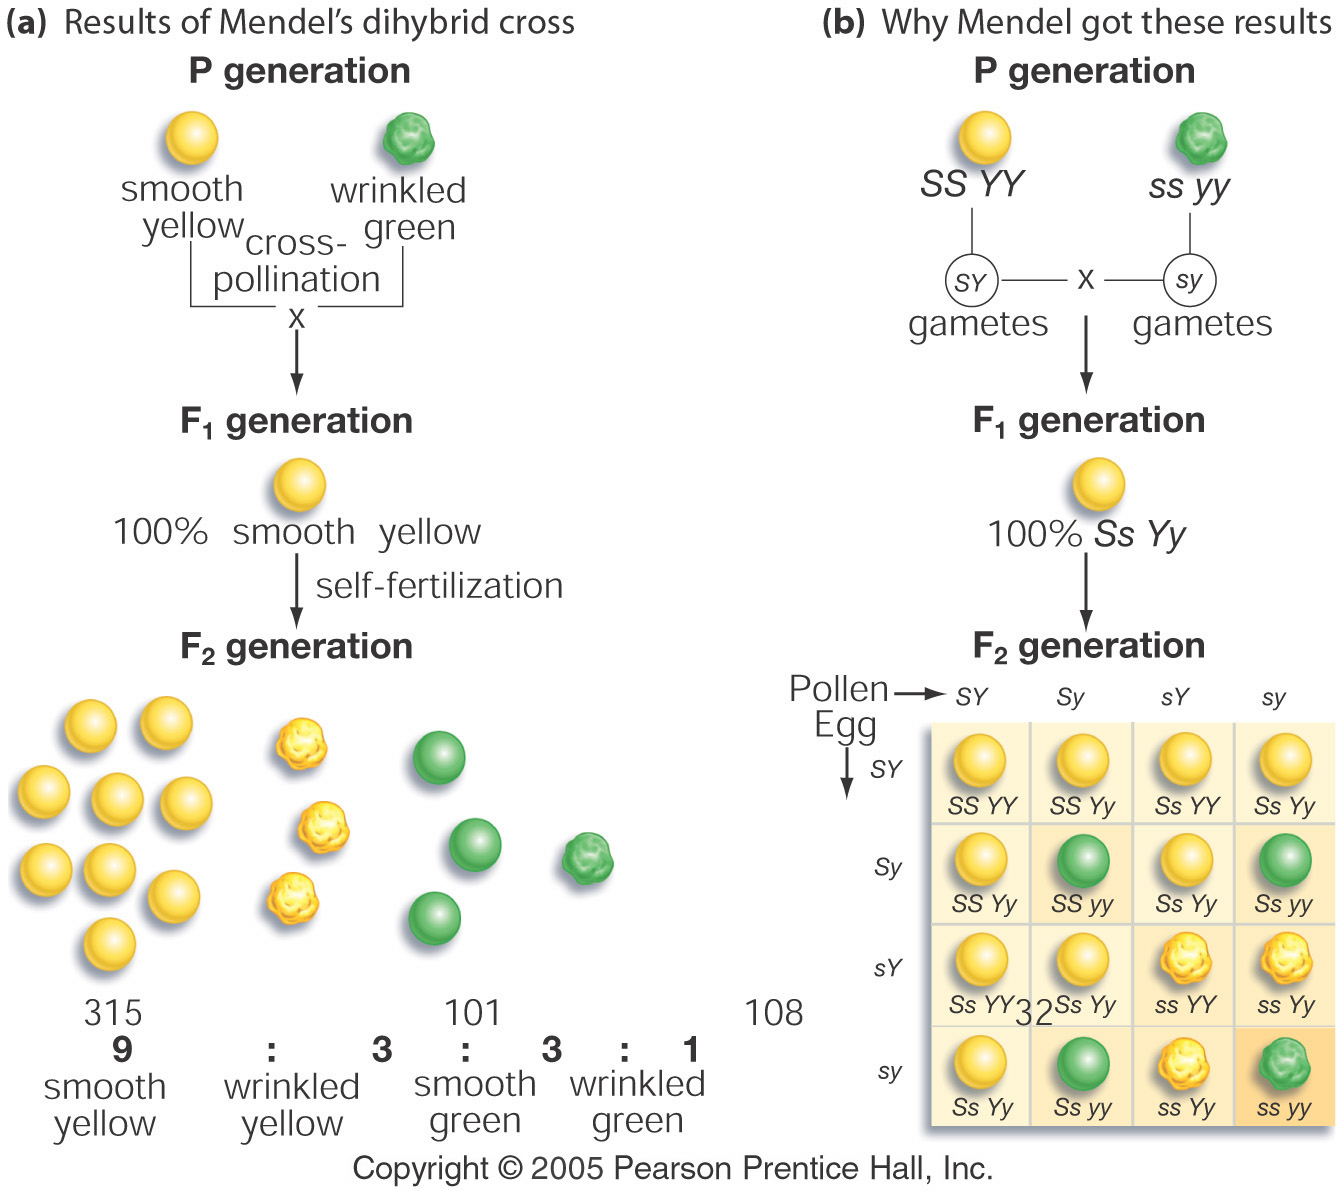 (a) Results of Mendel's dihybrid cross
P generation
smooth yellow
wrinkled green
cross-
pollination
x
F1 generation
100% smooth yellow
self-fertilization
F2 generation
315 101 108
9 : 3 : 3 : 1
smooth wrinkled smooth wrinkled
yellow yellow green green
(b) Why Mendel got these results
P generation
SS YY ss yy
SY x sy
gametes gametes
F1 generation
100% Ss Yy
F2 generation
Pollen SY Sy sY sy
Egg
SY
SS YY SS Yy Ss YY Ss Yy
Sy
SS Yy SS yy Ss Yy Ss yy
sY
Ss YY 32 Ss Yy ss YY ss Yy
sy
Ss Yy Ss yy ss Yy ss yy
Copyright © 2005 Pearson Prentice Hall, Inc.